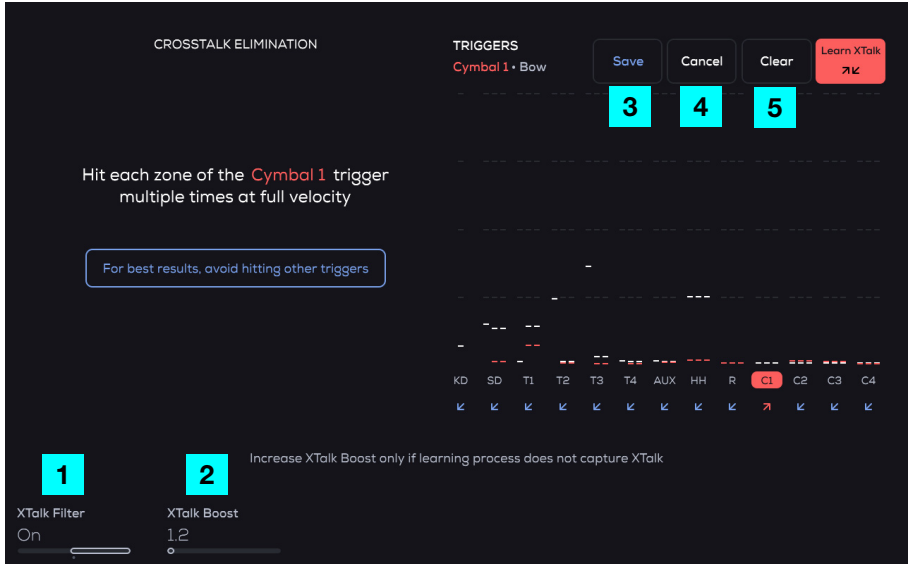 CROSSTALK ELIMINATION
TRIGGERS
Cymbal 1 • Bow
Save
Cancel
Clear
Learn XTalk
3
4
5
Hit each zone of the Cymbal 1 trigger
multiple times at full velocity
For best results, avoid hitting other triggers
KD SD T1 T2 T3 T4 AUX HH R C1 C2 C3 C4
Increase XTalk Boost only if learning process does not capture XTalk
1
2
XTalk Filter
On
XTalk Boost
1.2